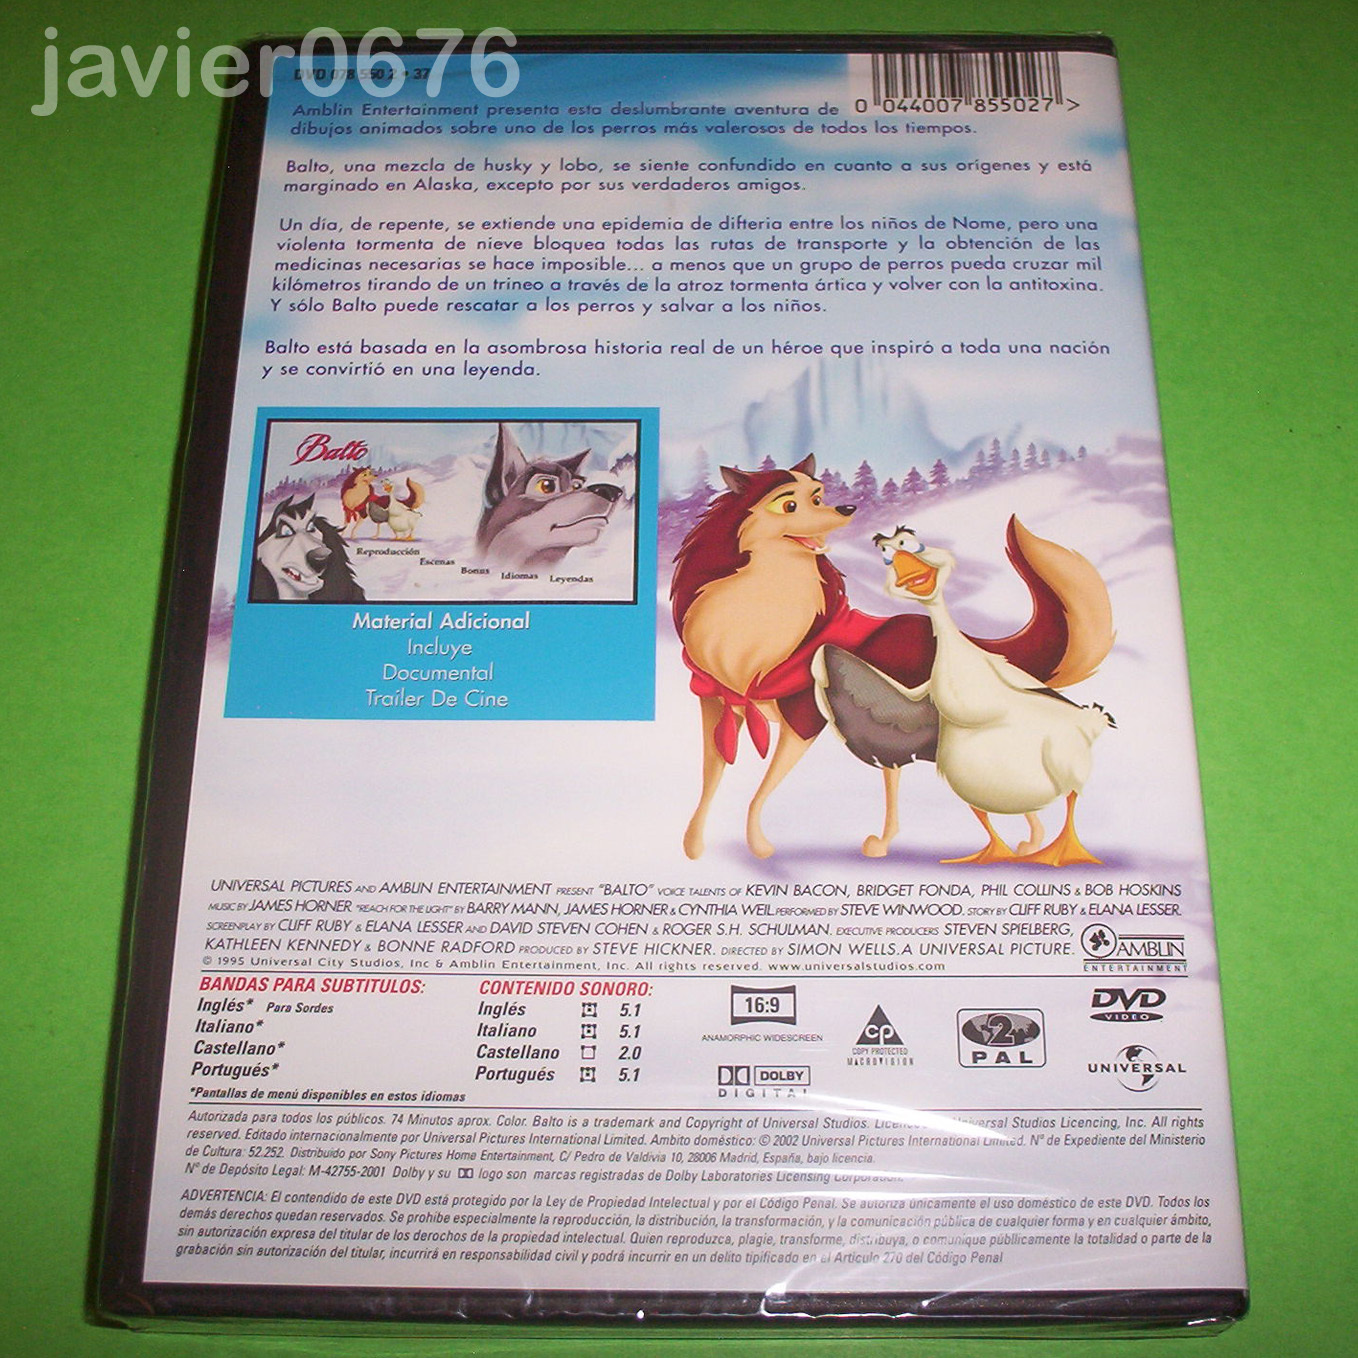 javier0676
DVD 078 550 2 • 37
0 044007 855027 >
Amblin Entertainment presenta esta deslumbrante aventura de
dibujos animados sobre uno de los perros más valerosos de todos los tiempos.
Balto, una mezcla de husky y lobo, se siente confundido en cuanto a sus orígenes y está
marginado en Alaska, excepto por sus verdaderos amigos.
Un día, de repente, se extiende una epidemia de difteria entre los niños de Nome, pero una
violenta tormenta de nieve bloquea todas las rutas de transporte y la obtención de las
medicinas necesarias se hace imposible... a menos que un grupo de perros pueda cruzar mil
kilómetros tirando de un trineo a través de la atroz tormenta ártica y volver con la antitoxina.
Y sólo Balto puede rescatar a los perros y salvar a los niños.
Balto está basada en la asombrosa historia real de un héroe que inspiró a toda una nación
y se convirtió en una leyenda.
Balto
Reproducción
Escenas
Bonus
Idiomas
Leyendas
Material Adicional
Incluye
Documental
Trailer De Cine
UNIVERSAL PICTURES AND AMBLIN ENTERTAINMENT PRESENT "BALTO" VOICE TALENTS OF KEVIN BACON, BRIDGET FONDA, PHIL COLLINS & BOB HOSKINS
MUSIC BY JAMES HORNER. "REACH FOR THE LIGHT" BY BARRY MANN, JAMES HORNER & CYNTHIA WEIL PERFORMED BY STEVE WINWOOD. STORY BY CLIFF RUBY & ELANA LESSER.
SCREENPLAY BY CLIFF RUBY & ELANA LESSER AND DAVID STEVEN COHEN & ROGER S.H. SCHULMAN. EXECUTIVE PRODUCERS STEVEN SPIELBERG,
KATHLEEN KENNEDY & BONNE RADFORD PRODUCED BY STEVE HICKNER. DIRECTED BY SIMON WELLS. A UNIVERSAL PICTURE.
© 1995 Universal City Studios, Inc & Amblin Entertainment, Inc. All rights reserved. www.universalstudios.com
AMBLIN
ENTERTAINMENT
BANDAS PARA SUBTITULOS:
Inglés* Para Sordes
Italiano*
Castellano*
Portugués*
*Pantallas de menú disponibles en estos idiomas
CONTENIDO SONORO:
Inglés 5.1
Italiano 5.1
Castellano 2.0
Portugués 5.1
16:9
ANAMORPHIC WIDESCREEN
DOLBY
DIGITAL
CP
COPY PROTECTED
MACROVISION
2
PAL
DVD
VIDEO
UNIVERSAL
Autorizada para todos los públicos. 74 Minutos aprox. Color. Balto is a trademark and Copyright of Universal Studios. Universal Studios Licencing, Inc. All rights
reserved. Editado internacionalmente por Universal Pictures International Limited. Ambito doméstico: © 2002 Universal Pictures International Limited. Nº de Expediente del Ministerio
de Cultura: 52.252. Distribuido por Sony Pictures Home Entertainment, C/ Pedro de Valdivia 10, 28006 Madrid, España, bajo licencia.
Nº de Depósito Legal: M-42755-2001 Dolby y su logo son marcas registradas de Dolby Laboratories Licensing Corporation.
ADVERTENCIA: El contenido de este DVD está protegido por la Ley de Propiedad Intelectual y por el Código Penal. Se autoriza únicamente el uso doméstico de este DVD. Todos los
demás derechos quedan reservados. Se prohibe especialmente la reproducción, la distribución, la transformación, y la comunicación pública de cualquier forma y en cualquier ámbito,
sin autorización expresa del titular de los derechos de la propiedad intelectual. Quien reproduzca, plagie, transforme, distribuya, o comunique públlicamente la totalidad o parte de la
grabación sin autorización del titular, incurrirá en responsabilidad civil y podrá incurrir en un delito tipificado en el Artículo 270 del Código Penal